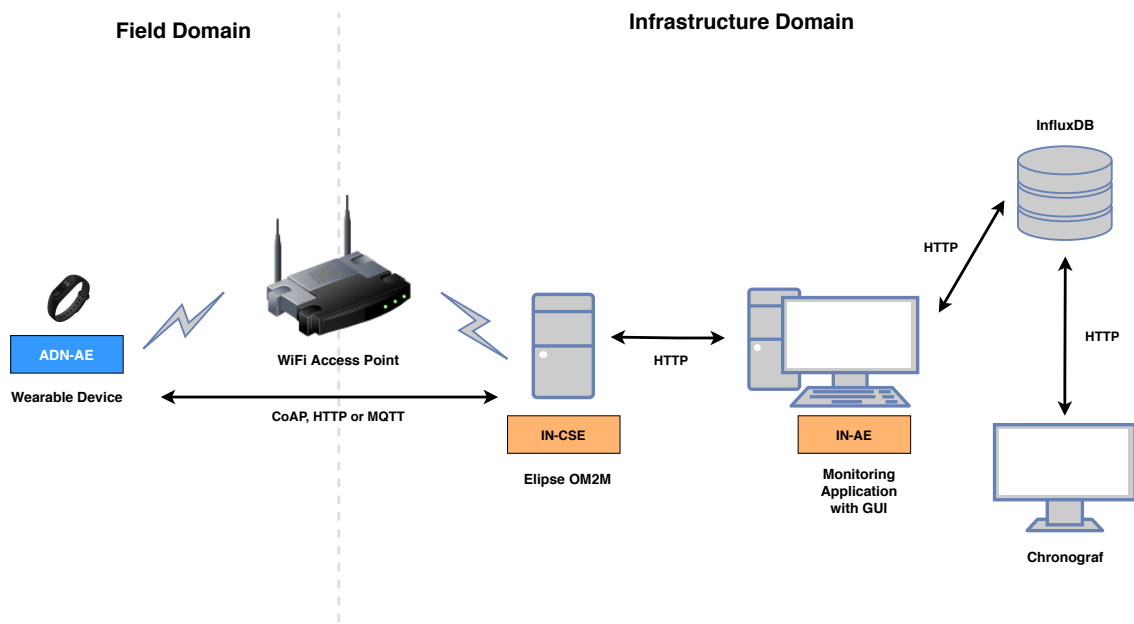 Field Domain
Infrastructure Domain
InfluxDB
HTTP
ADN-AE
WiFi Access Point
HTTP
HTTP
Wearable Device
CoAP, HTTP or MQTT
IN-CSE
IN-AE
Elipse OM2M
Monitoring
Application
with GUI
Chronograf